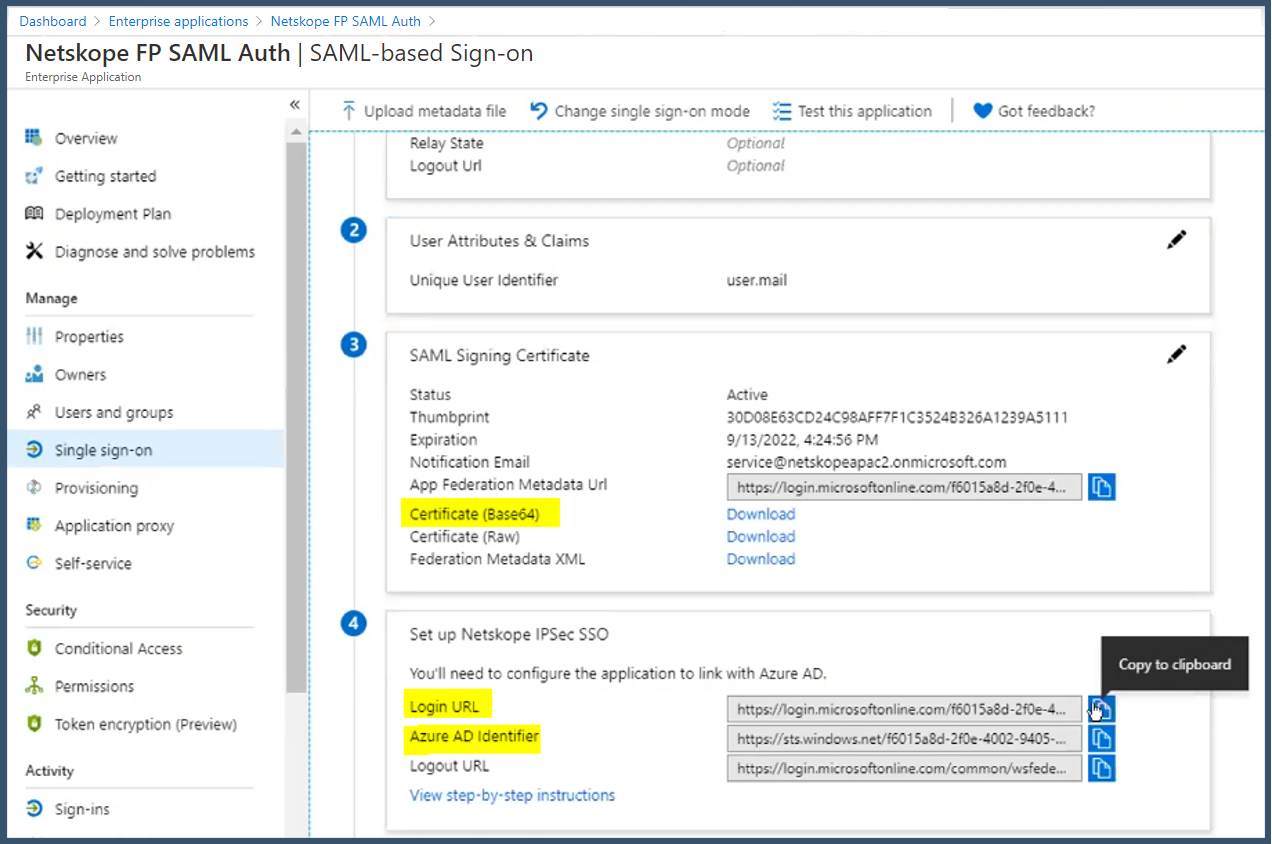 Dashboard > Enterprise applications > Netskope FP SAML Auth >
Netskope FP SAML Auth | SAML-based Sign-on
Enterprise Application
«
Overview
Getting started
Deployment Plan
Diagnose and solve problems
Manage
Properties
Owners
Users and groups
Single sign-on
Provisioning
Application proxy
Self-service
Security
Conditional Access
Permissions
Token encryption (Preview)
Activity
Sign-ins
Upload metadata file Change single sign-on mode Test this application | Got feedback?
Relay State Optional
Logout Url Optional
2
User Attributes & Claims
Unique User Identifier user.mail
3
SAML Signing Certificate
Status Active
Thumbprint 30D08E63CD24C98AFF7F1C3524B326A1239A5111
Expiration 9/13/2022, 4:24:56 PM
Notification Email service@netskopeapac2.onmicrosoft.com
App Federation Metadata Url https://login.microsoftonline.com/f6015a8d-2f0e-4...
Certificate (Base64) Download
Certificate (Raw) Download
Federation Metadata XML Download
4
Set up Netskope IPSec SSO
You'll need to configure the application to link with Azure AD.
Copy to clipboard
Login URL https://login.microsoftonline.com/f6015a8d-2f0e-4...
Azure AD Identifier https://sts.windows.net/f6015a8d-2f0e-4002-9405-...
Logout URL https://login.microsoftonline.com/common/wsfede...
View step-by-step instructions